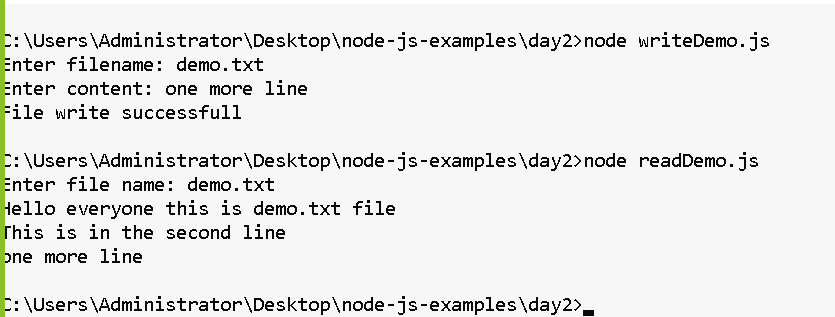 C:\Users\Administrator\Desktop\node-js-examples\day2>node writeDemo.js
Enter filename: demo.txt
Enter content: one more line
File write successfull
C:\Users\Administrator\Desktop\node-js-examples\day2>node readDemo.js
Enter file name: demo.txt
Hello everyone this is demo.txt file
This is in the second line
one more line
C:\Users\Administrator\Desktop\node-js-examples\day2>